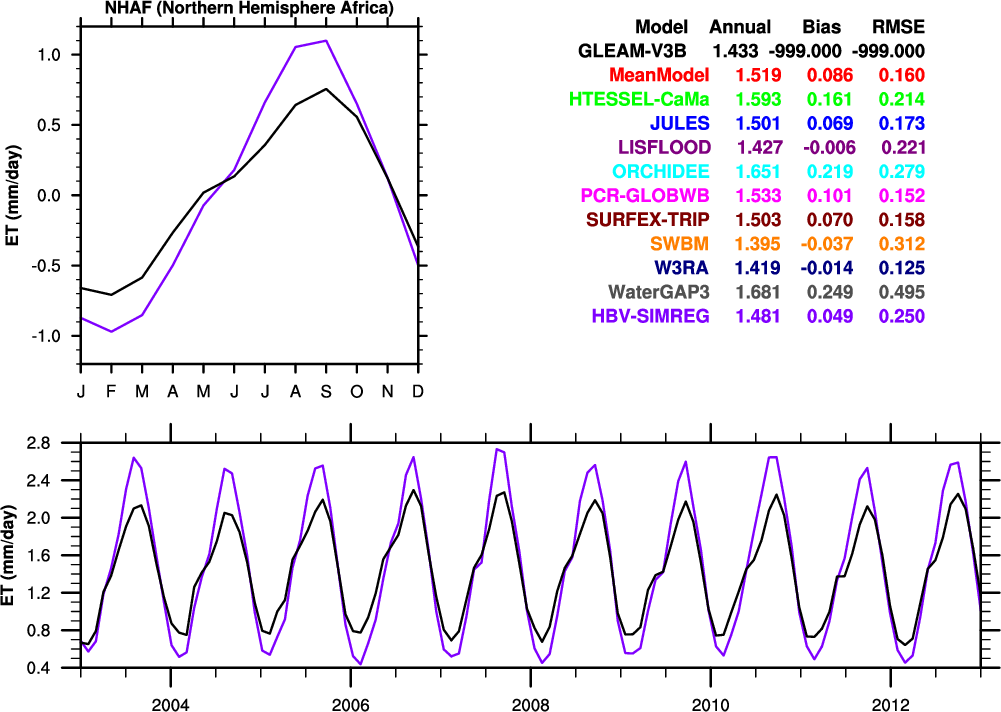 NHAF (Northern Hemisphere Africa)
1.0
0.5
0.0
-0.5
-1.0
ET (mm/day)
J F M A M J J A S O N D
Model Annual Bias RMSE
GLEAM-V3B 1.433 -999.000 -999.000
MeanModel 1.519 0.086 0.160
HTESSEL-CaMa 1.593 0.161 0.214
JULES 1.501 0.069 0.173
LISFLOOD 1.427 -0.006 0.221
ORCHIDEE 1.651 0.219 0.279
PCR-GLOBWB 1.533 0.101 0.152
SURFEX-TRIP 1.503 0.070 0.158
SWBM 1.395 -0.037 0.312
W3RA 1.419 -0.014 0.125
WaterGAP3 1.681 0.249 0.495
HBV-SIMREG 1.481 0.049 0.250
2.8
2.4
2.0
1.6
1.2
0.8
0.4
ET (mm/day)
2004 2006 2008 2010 2012